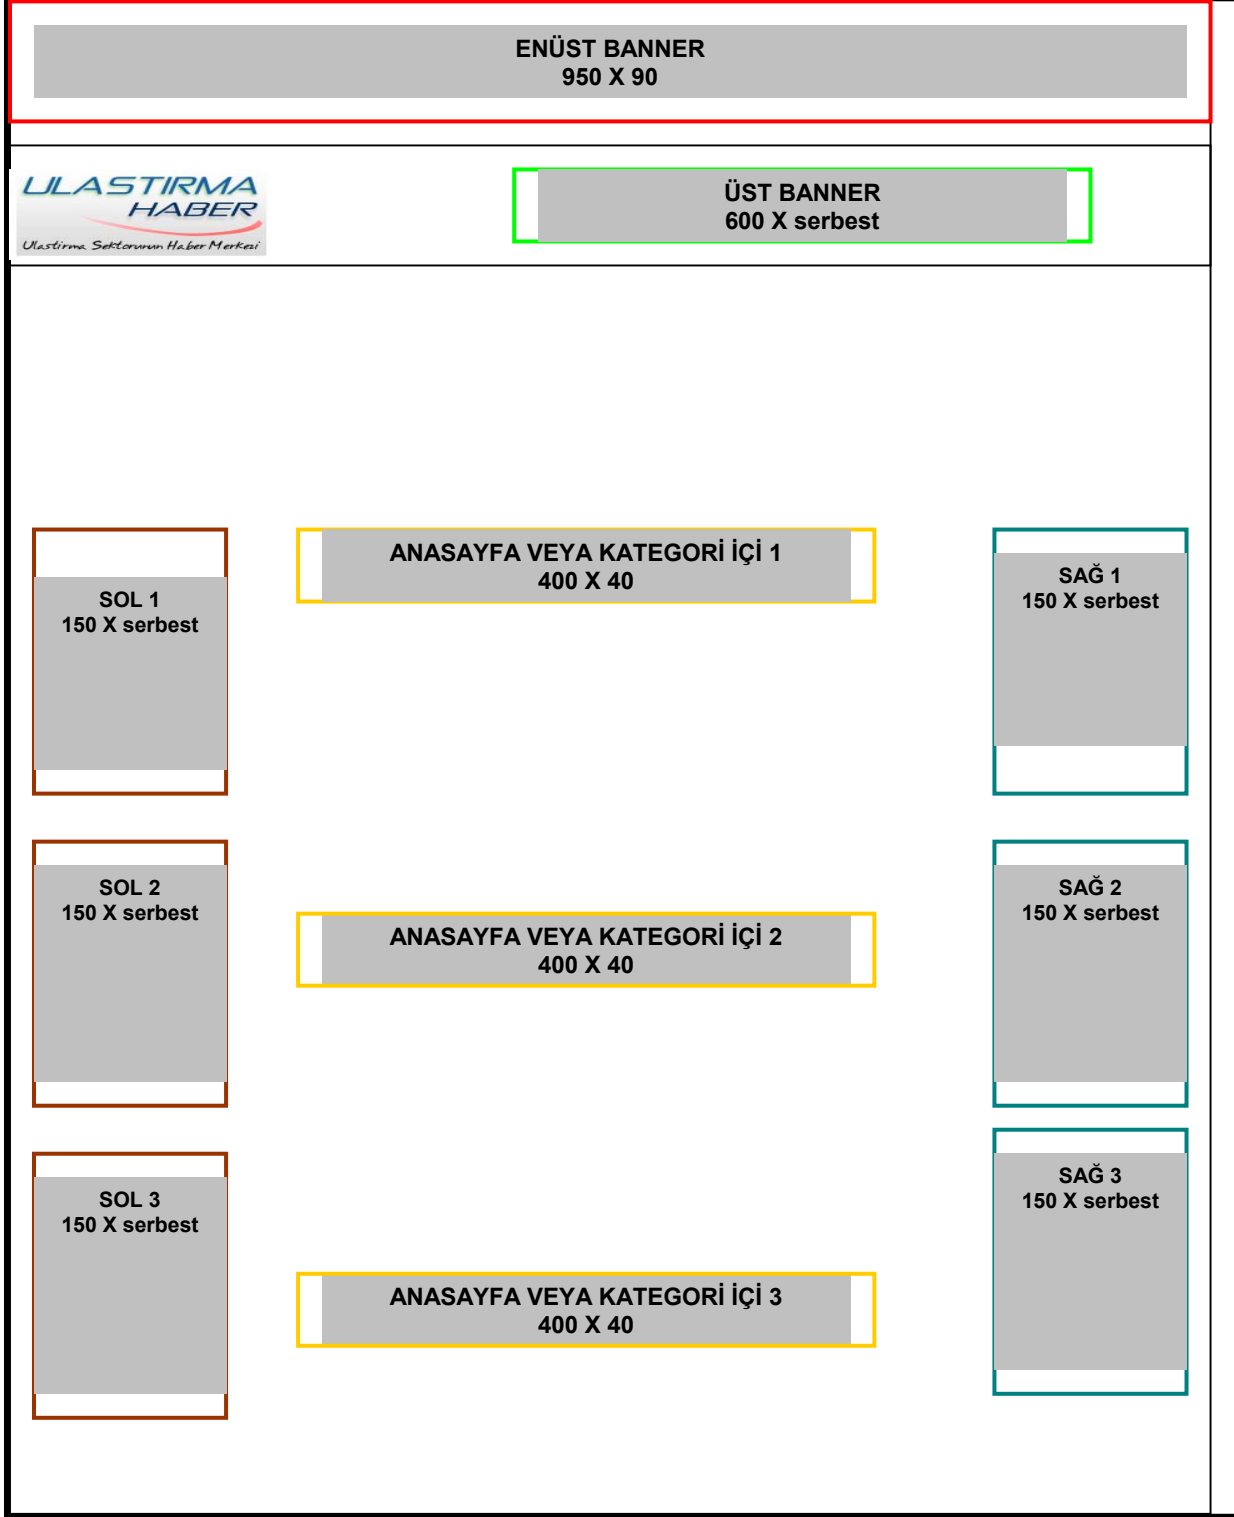 ENÜST BANNER
950 X 90
ULASTIRMA
HABER
Ulastirma Sektorunun Haber Merkezi
ÜST BANNER
600 X serbest
ANASAYFA VEYA KATEGORİ İÇİ 1
400 X 40
SOL 1
150 X serbest
SAĞ 1
150 X serbest
SOL 2
150 X serbest
ANASAYFA VEYA KATEGORİ İÇİ 2
400 X 40
SAĞ 2
150 X serbest
SOL 3
150 X serbest
ANASAYFA VEYA KATEGORİ İÇİ 3
400 X 40
SAĞ 3
150 X serbest